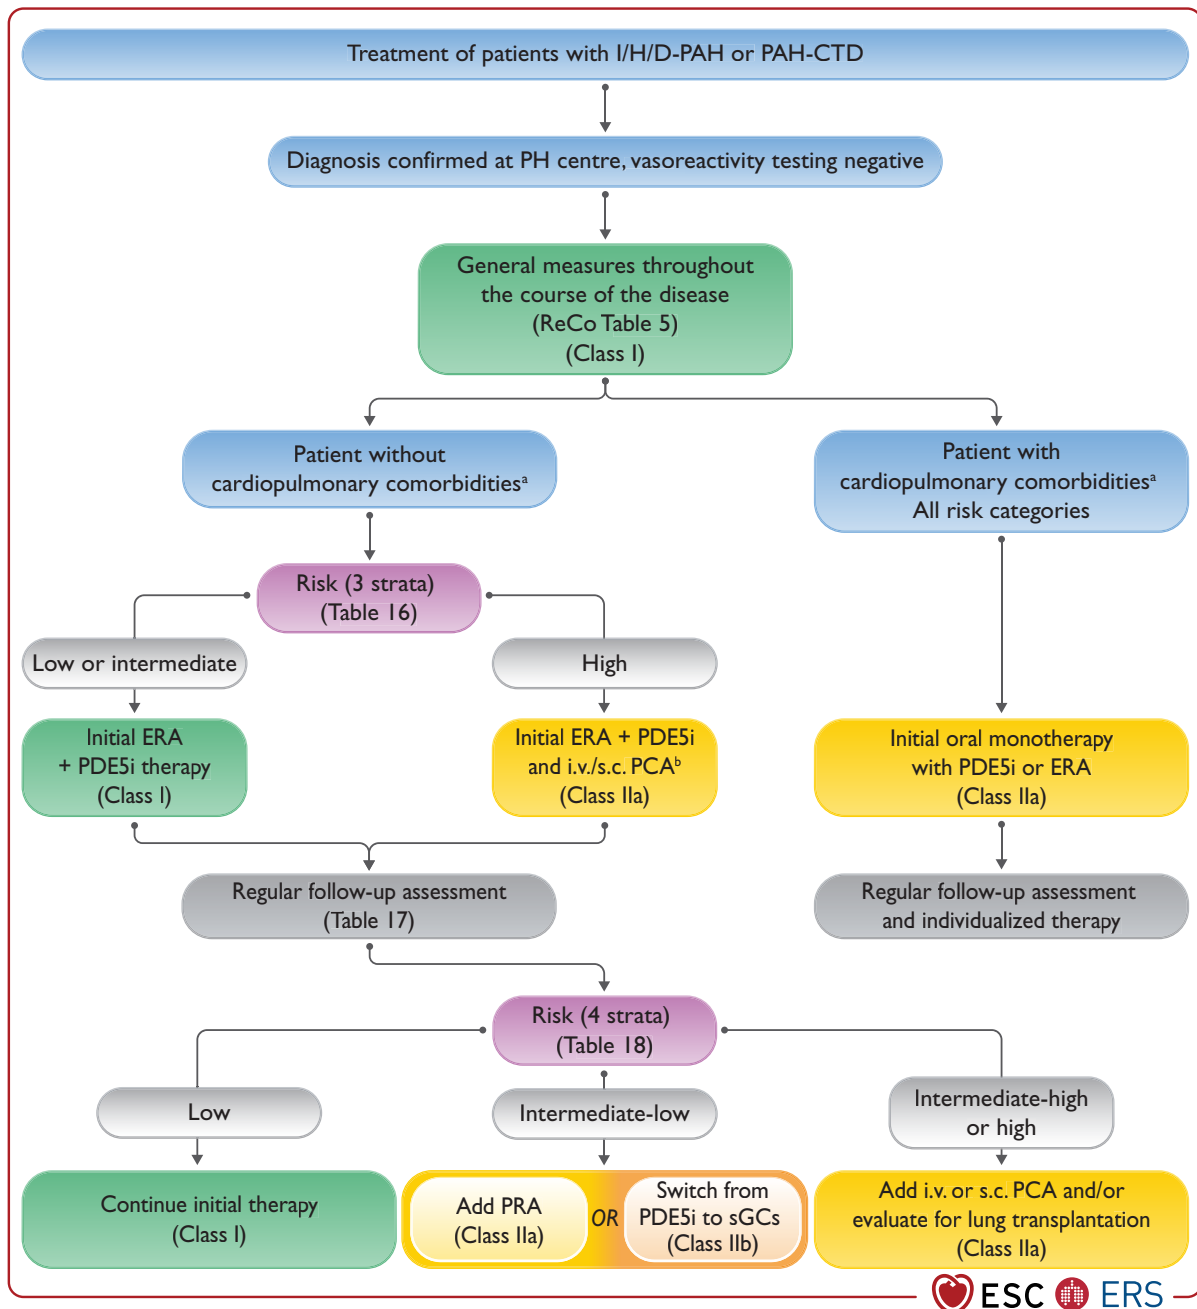 Treatment of patients with I/H/D-PAH or PAH-CTD
Diagnosis confirmed at PH centre, vasoreactivity testing negative
General measures throughout
the course of the disease
(ReCo Table 5)
(Class I)
Patient without
cardiopulmonary comorbiditiesᵃ
Patient with
cardiopulmonary comorbiditiesᵃ
All risk categories
Risk (3 strata)
(Table 16)
Low or intermediate
High
Initial ERA
+ PDE5i therapy
(Class I)
Initial ERA + PDE5i
and i.v./s.c. PCAᵇ
(Class IIa)
Initial oral monotherapy
with PDE5i or ERA
(Class IIa)
Regular follow-up assessment
(Table 17)
Regular follow-up assessment
and individualized therapy
Risk (4 strata)
(Table 18)
Low
Intermediate-low
Intermediate-high
or high
Continue initial therapy
(Class I)
Add PRA
(Class IIa)
OR
Switch from
PDE5i to sGCs
(Class IIb)
Add i.v. or s.c. PCA and/or
evaluate for lung transplantation
(Class IIa)
ESC ERS